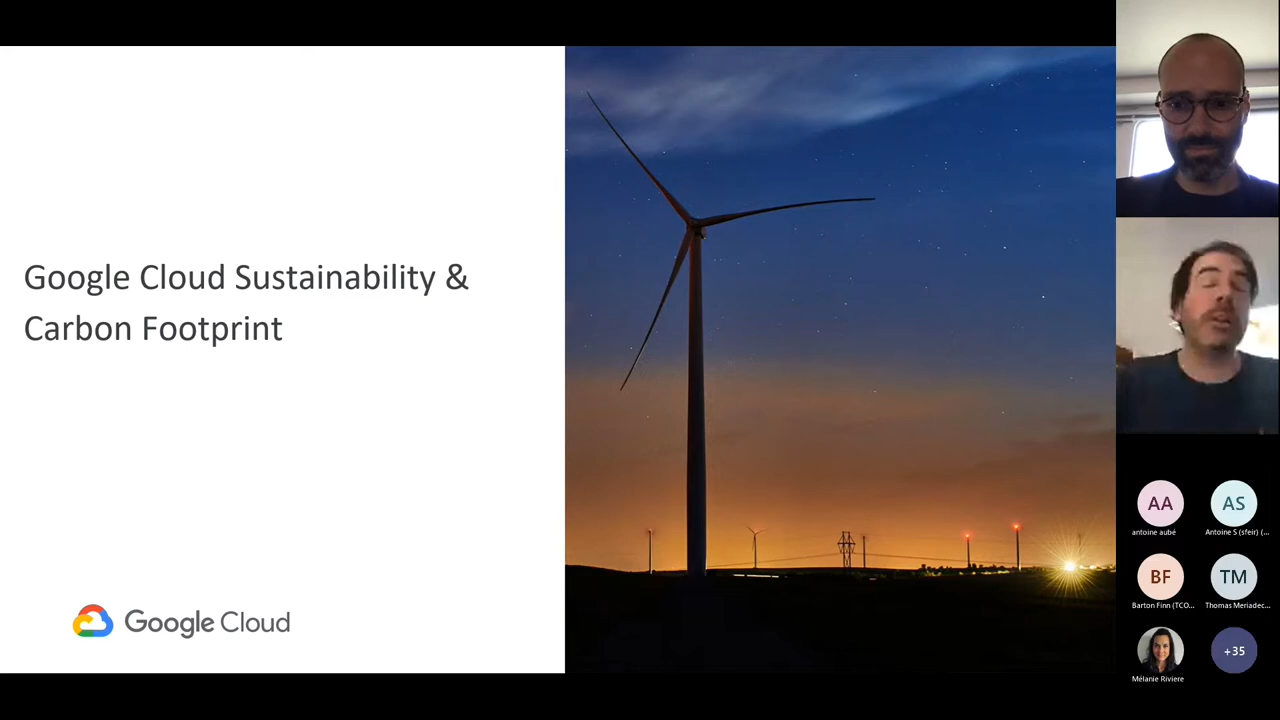 Google Cloud Sustainability &
Carbon Footprint
Google Cloud
AA
AS
antoine aubé
Antoine S (sfeir) (...
BF
TM
Barton Finn (TCO...
Thomas Meriadec...
+35
Mélanie Riviere